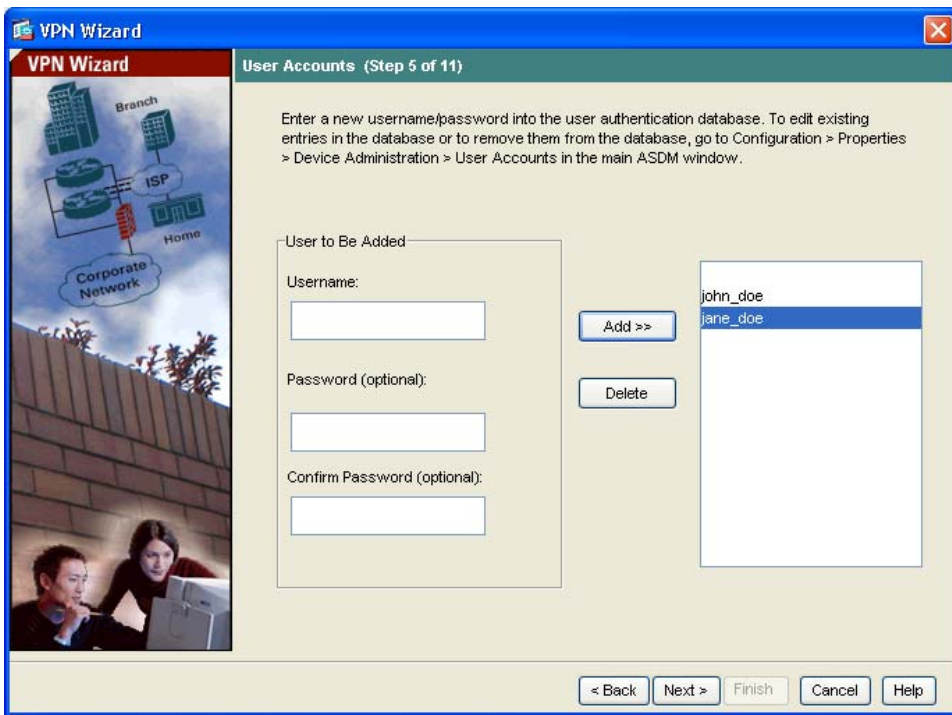 VPN Wizard
VPN Wizard
Branch
ISP
Home
Corporate
Network
User Accounts (Step 5 of 11)
Enter a new username/password into the user authentication database. To edit existing
entries in the database or to remove them from the database, go to Configuration > Properties
> Device Administration > User Accounts in the main ASDM window.
User to Be Added
Username:
Password (optional):
Confirm Password (optional):
Add >>
Delete
john_doe
jane_doe
< Back
Next >
Finish
Cancel
Help